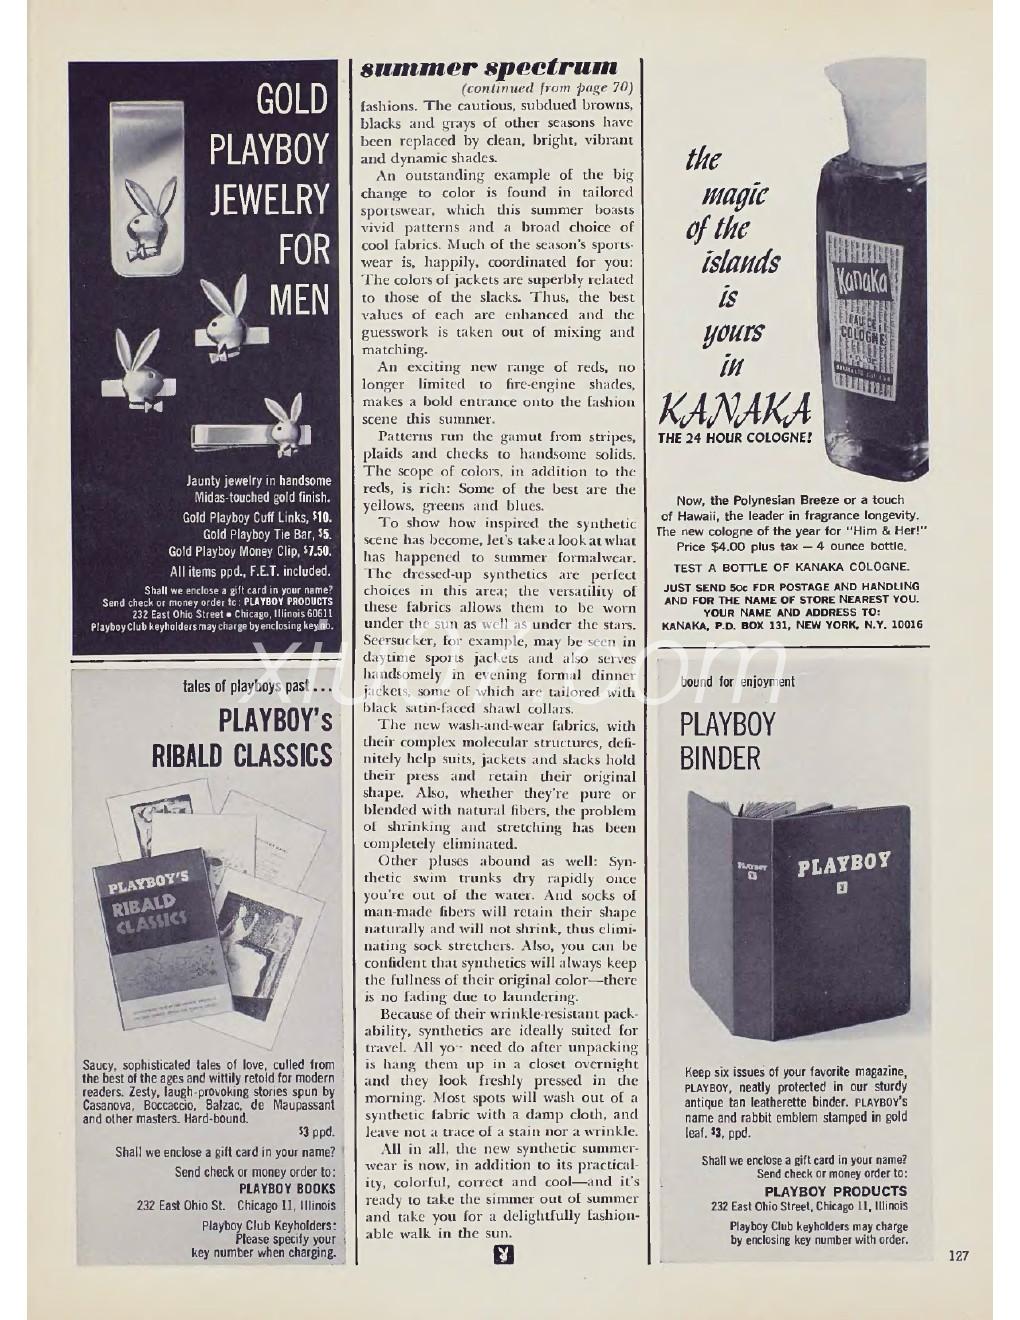 GOLD
PLAYBOY
JEWELRY
FOR
MEN
Jaunty jewelry in handsome
Midas-touched gold finish.
Gold Playboy Cuff Links, $10.
Gold Playboy Tie Bar, $5.
Gold Playboy Money Clip, $7.50.
All items ppd., F.E.T. included.
Shall we enclose a gift card in your name?
Send check or money order to: PLAYBOY PRODUCTS
232 East Ohio Street • Chicago, Illinois 60611
Playboy Club keyholders may charge by enclosing key no.
tales of playboys past...
PLAYBOY's
RIBALD CLASSICS
PLAYBOY'S
RIBALD
CLASSICS
Saucy, sophisticated tales of love, culled from
the best of the ages and wittily retold for modern
readers. Zesty, laugh-provoking stories spun by
Casanova, Boccaccio, Balzac, de Maupassant
and other masters. Hard-bound.
$3 ppd.
Shall we enclose a gift card in your name?
Send check or money order to:
PLAYBOY BOOKS
232 East Ohio St. Chicago 11, Illinois
Playboy Club Keyholders:
Please specify your
key number when charging.
summer spectrum
(continued from page 70)
fashions. The cautious, subdued browns,
blacks and grays of other seasons have
been replaced by clean, bright, vibrant
and dynamic shades.
An outstanding example of the big
change to color is found in tailored
sportswear, which this summer boasts
vivid patterns and a broad choice of
cool fabrics. Much of the season's sports-
wear is, happily, coordinated for you:
The colors of jackets are superbly related
to those of the slacks. Thus, the best
values of each are enhanced and the
guesswork is taken out of mixing and
matching.
An exciting new range of reds, no
longer limited to fire-engine shades,
makes a bold entrance onto the fashion
scene this summer.
Patterns run the gamut from stripes,
plaids and checks to handsome solids.
The scope of colors, in addition to the
reds, is rich: Some of the best are the
yellows, greens and blues.
To show how inspired the synthetic
scene has become, let's take a look at what
has happened to summer formalwear.
The dressed-up synthetics are perfect
choices in this area; the versatility of
these fabrics allows them to be worn
under the sun as well as under the stars.
Seersucker, for example, may be seen in
daytime sports jackets and also serves
handsomely in evening formal dinner
jackets, some of which are tailored with
black satin-faced shawl collars.
The new wash-and-wear fabrics, with
their complex molecular structures, defi-
nitely help suits, jackets and slacks hold
their press and retain their original
shape. Also, whether they're pure or
blended with natural fibers, the problem
of shrinking and stretching has been
completely eliminated.
Other pluses abound as well: Syn-
thetic swim trunks dry rapidly once
you're out of the water. And socks of
man-made fibers will retain their shape
naturally and will not shrink, thus elimi-
nating sock stretchers. Also, you can be
confident that synthetics will always keep
the fullness of their original color—there
is no fading due to laundering.
Because of their wrinkle-resistant pack-
ability, synthetics are ideally suited for
travel. All yo need do after unpacking
is hang them up in a closet overnight
and they look freshly pressed in the
morning. Most spots will wash out of a
synthetic fabric with a damp cloth, and
leave not a trace of a stain nor a wrinkle.
All in all, the new synthetic summer-
wear is now, in addition to its practical-
ity, colorful, correct and cool—and it's
ready to take the simmer out of summer
and take you for a delightfully fashion-
able walk in the sun.
the
magic
of the
islands
is
yours
in
KANAKA
THE 24 HOUR COLOGNE!
Kanaka
EAU DE
COLOGNE
Now, the Polynesian Breeze or a touch
of Hawaii, the leader in fragrance longevity.
The new cologne of the year for "Him & Her!"
Price $4.00 plus tax — 4 ounce bottle.
TEST A BOTTLE OF KANAKA COLOGNE.
JUST SEND 50c FOR POSTAGE AND HANDLING
AND FOR THE NAME OF STORE NEAREST YOU.
YOUR NAME AND ADDRESS TO:
KANAKA, P.O. BOX 131, NEW YORK, N.Y. 10016
bound for enjoyment
PLAYBOY
BINDER
PLAYBOY
PLAYBOY
Keep six issues of your favorite magazine,
PLAYBOY, neatly protected in our sturdy
antique tan leatherette binder. PLAYBOY's
name and rabbit emblem stamped in gold
leaf. $3, ppd.
Shall we enclose a gift card in your name?
Send check or money order to:
PLAYBOY PRODUCTS
232 East Ohio Street, Chicago 11, Illinois
Playboy Club keyholders may charge
by enclosing key number with order.
127